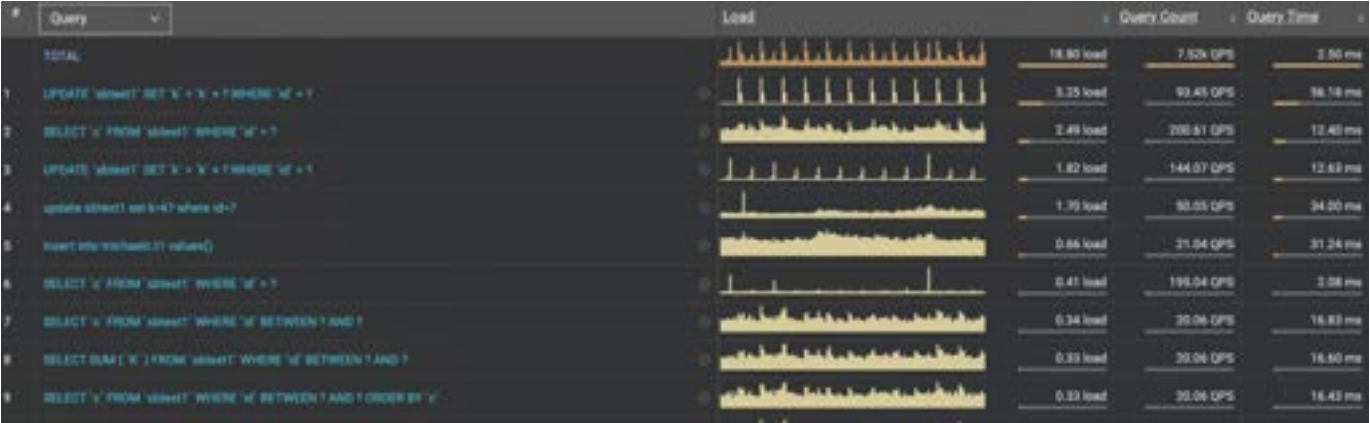 # Query Load Query Count Query Time
TOTAL 18.80 load 7.52k QPS 2.50 ms
1 UPDATE `sbtest1` SET `k` = `k` + ? WHERE `id` = ? 5.25 load 93.45 QPS 56.18 ms
2 SELECT `c` FROM `sbtest1` WHERE `id` = ? 2.49 load 200.61 QPS 12.40 ms
3 UPDATE `sbtest1` SET `k` = `k` + ? WHERE `id` = ? 1.82 load 144.07 QPS 12.63 ms
4 update sbtest1 set k=k? where id=? 1.70 load 50.05 QPS 34.00 ms
5 insert into values() 0.66 load 21.04 QPS 31.24 ms
6 SELECT `c` FROM `sbtest1` WHERE `id` = ? 0.41 load 195.04 QPS 2.08 ms
7 SELECT `c` FROM `sbtest1` WHERE `id` BETWEEN ? AND ? 0.34 load 20.06 QPS 16.83 ms
8 SELECT SUM ( `K` ) FROM `sbtest1` WHERE `id` BETWEEN ? AND ? 0.33 load 20.06 QPS 16.60 ms
9 SELECT `c` FROM `sbtest1` WHERE `id` BETWEEN ? AND ? ORDER BY `c` 0.33 load 20.06 QPS 16.43 ms